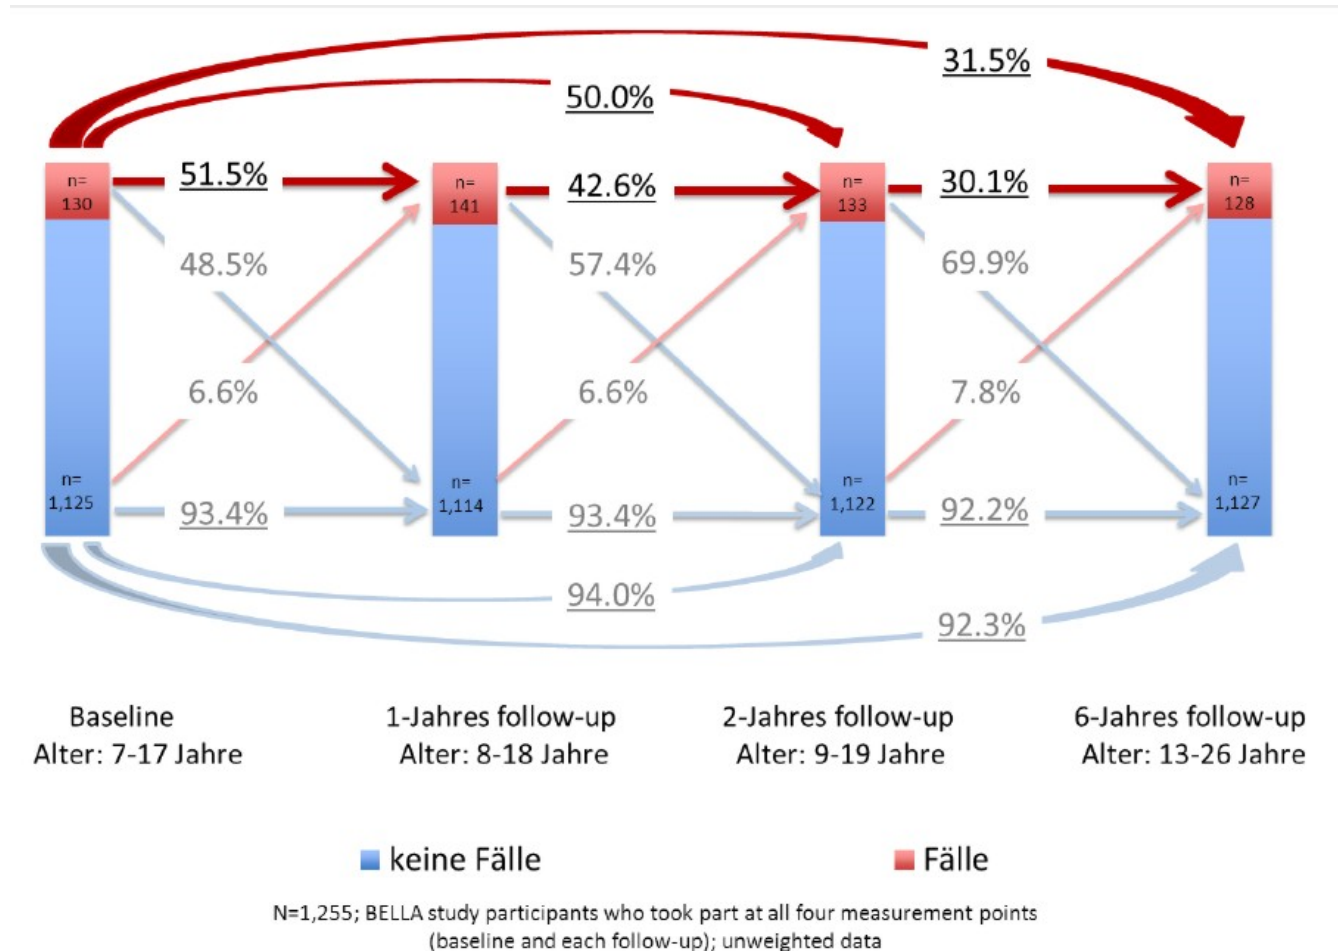 31.5%
50.0%
n=
130
51.5%
n=
141
42.6%
n=
133
30.1%
n=
128
48.5%
57.4%
69.9%
6.6%
6.6%
7.8%
n=
1,125
93.4%
n=
1,114
93.4%
n=
1,122
92.2%
n=
1,127
94.0%
92.3%
Baseline
Alter: 7-17 Jahre
1-Jahres follow-up
Alter: 8-18 Jahre
2-Jahres follow-up
Alter: 9-19 Jahre
6-Jahres follow-up
Alter: 13-26 Jahre
keine Fälle
Fälle
N=1,255; BELLA study participants who took part at all four measurement points
(baseline and each follow-up); unweighted data